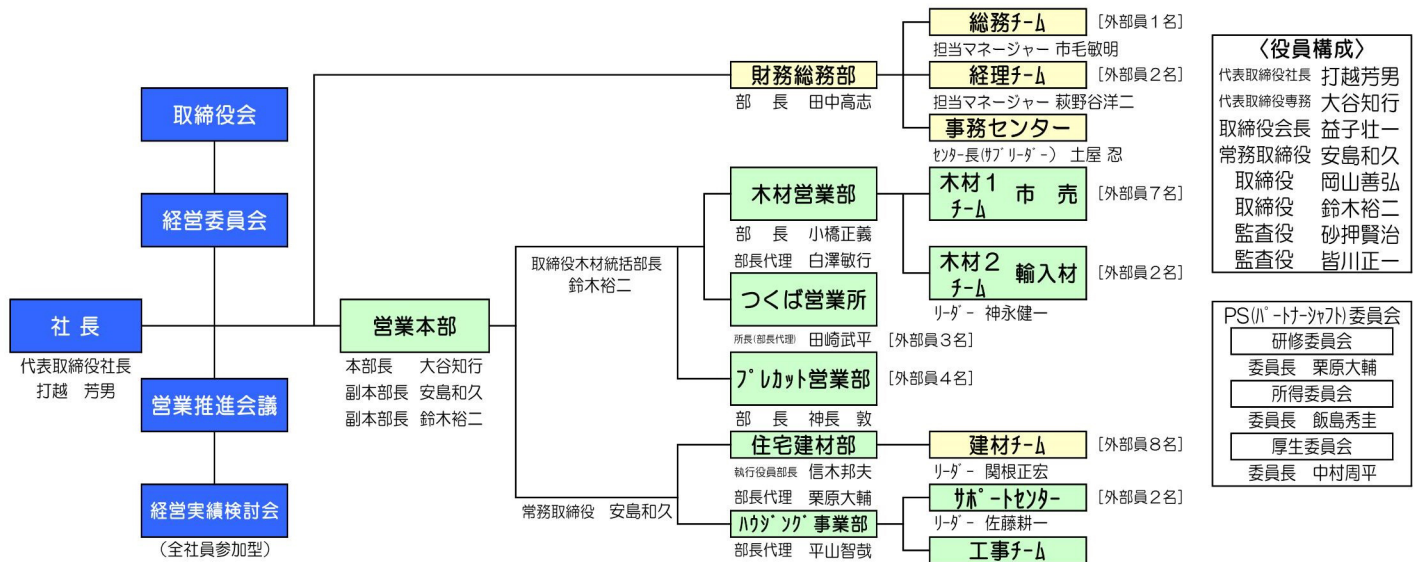 取締役会
経営委員会
社 長
代表取締役社長
打越 芳男
営業推進会議
経営実績検討会
(全社員参加型)
営業本部
本部長 大谷知行
副本部長 安島和久
副本部長 鈴木裕二
財務総務部
部 長 田中高志
総務チーム [外部員1名]
担当マネージャー 市毛敏明
経理チーム [外部員2名]
担当マネージャー 萩野谷洋二
事務センター
センター長(サブリーダー) 土屋 忍
取締役木材統括部長
鈴木裕二
木材営業部
部 長 小橋正義
部長代理 白澤敏行
木材1チーム 市 売 [外部員7名]
木材2チーム 輸入材 [外部員2名]
リーダー 神永健一
つくば営業所
所長(部長代理) 田崎武平 [外部員3名]
プレカット営業部 [外部員4名]
部 長 神長 敦
常務取締役 安島和久
住宅建材部
執行役員部長 信木邦夫
部長代理 栗原大輔
建材チーム [外部員8名]
リーダー 関根正宏
ハウジング事業部
部長代理 平山智哉
サポートセンター [外部員2名]
リーダー 佐藤耕一
工事チーム
〈役員構成〉
代表取締役社長 打越芳男
代表取締役専務 大谷知行
取締役会長 益子壮一
常務取締役 安島和久
取締役 岡山善弘
取締役 鈴木裕二
監査役 砂押賢治
監査役 皆川正一
PS(パートナーシャフト)委員会
研修委員会
委員長 栗原大輔
所得委員会
委員長 飯島秀圭
厚生委員会
委員長 中村周平